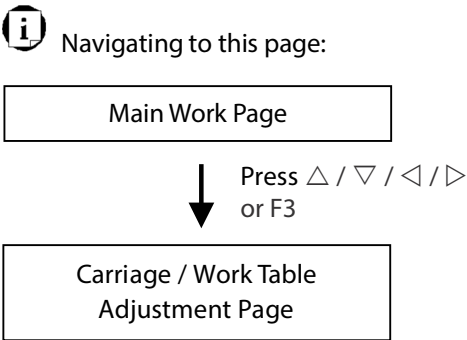 i
Navigating to this page:
Main Work Page
Press △ / ▽ / ◁ / ▷
or F3
Carriage / Work Table
Adjustment Page